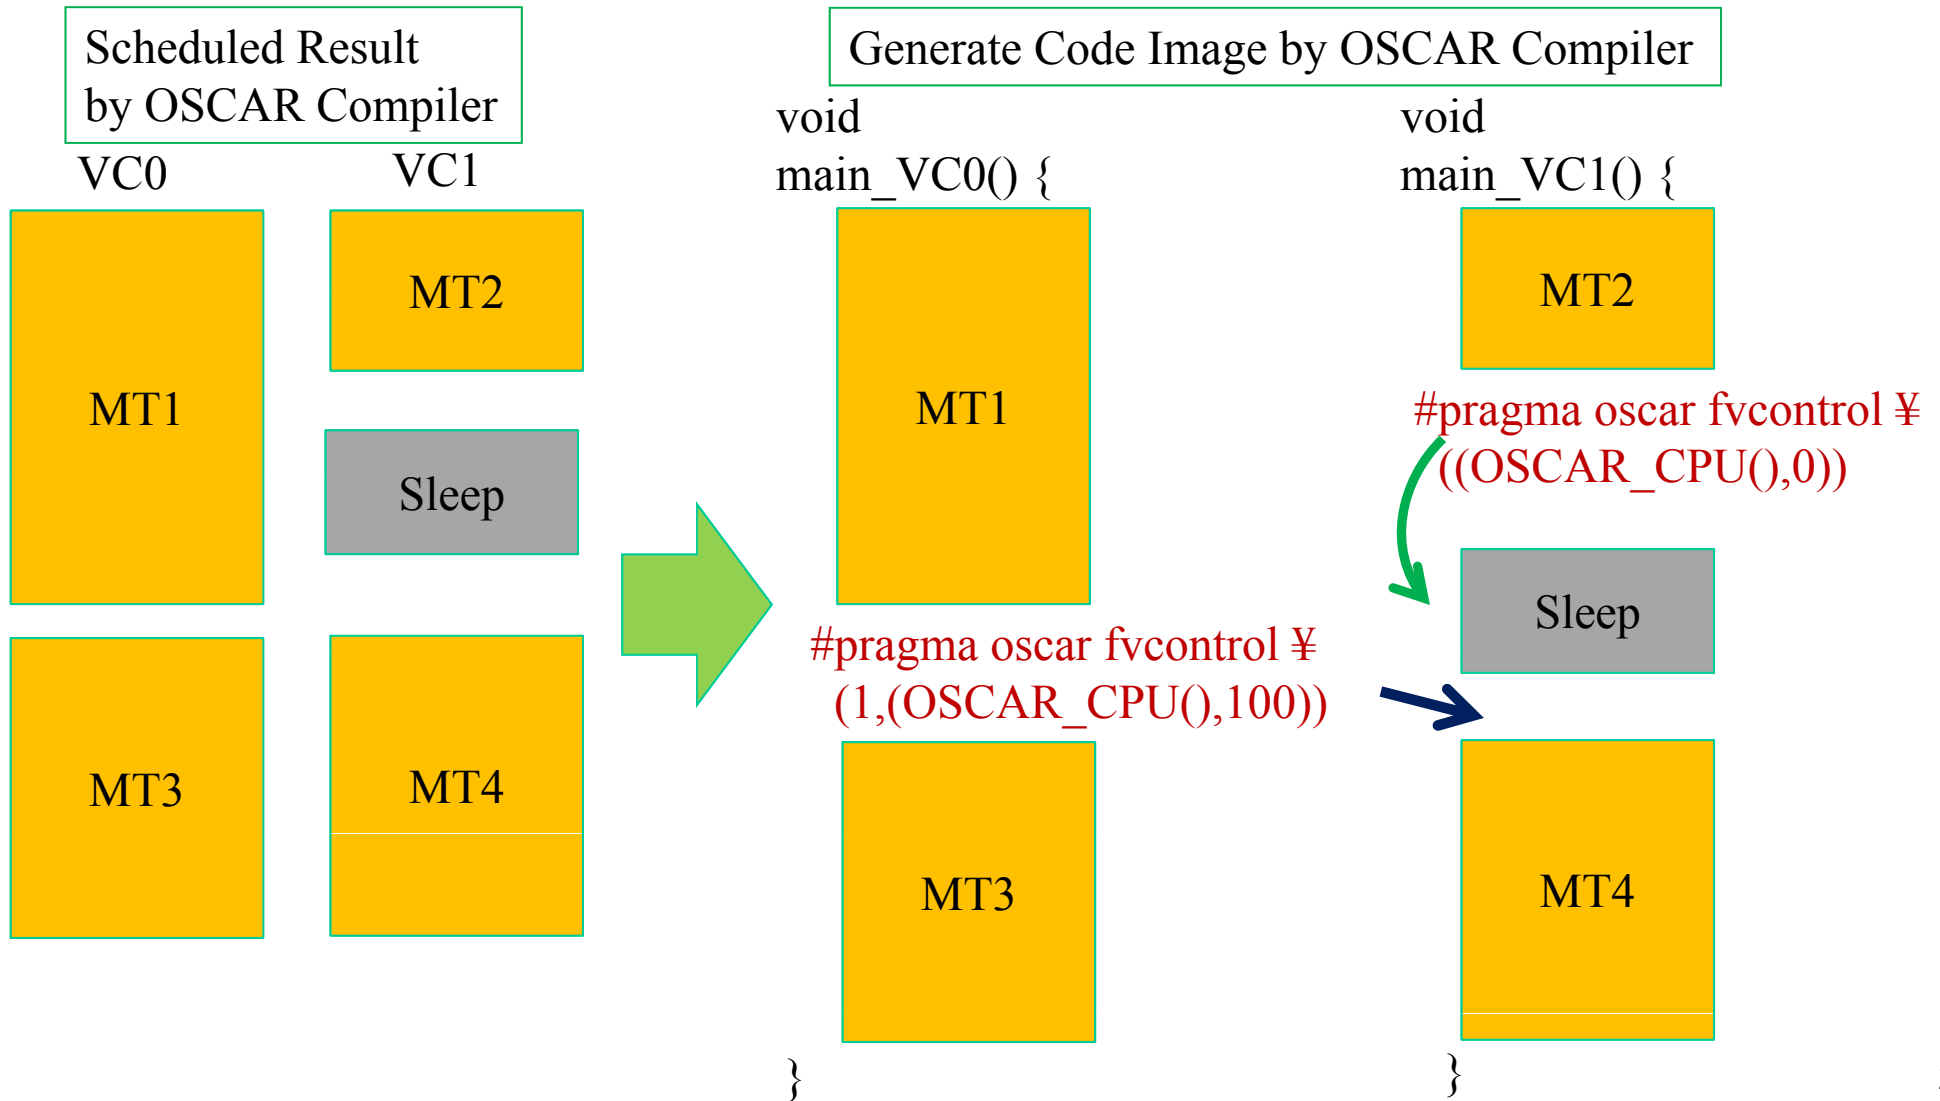 Scheduled Result
by OSCAR Compiler
VC0
VC1
MT1
MT2
Sleep
MT3
MT4
Generate Code Image by OSCAR Compiler
void
main_VC0() {
MT1
#pragma oscar fvcontrol ¥
(1,(OSCAR_CPU(),100))
MT3
}
void
main_VC1() {
MT2
#pragma oscar fvcontrol ¥
((OSCAR_CPU(),0))
Sleep
MT4
}